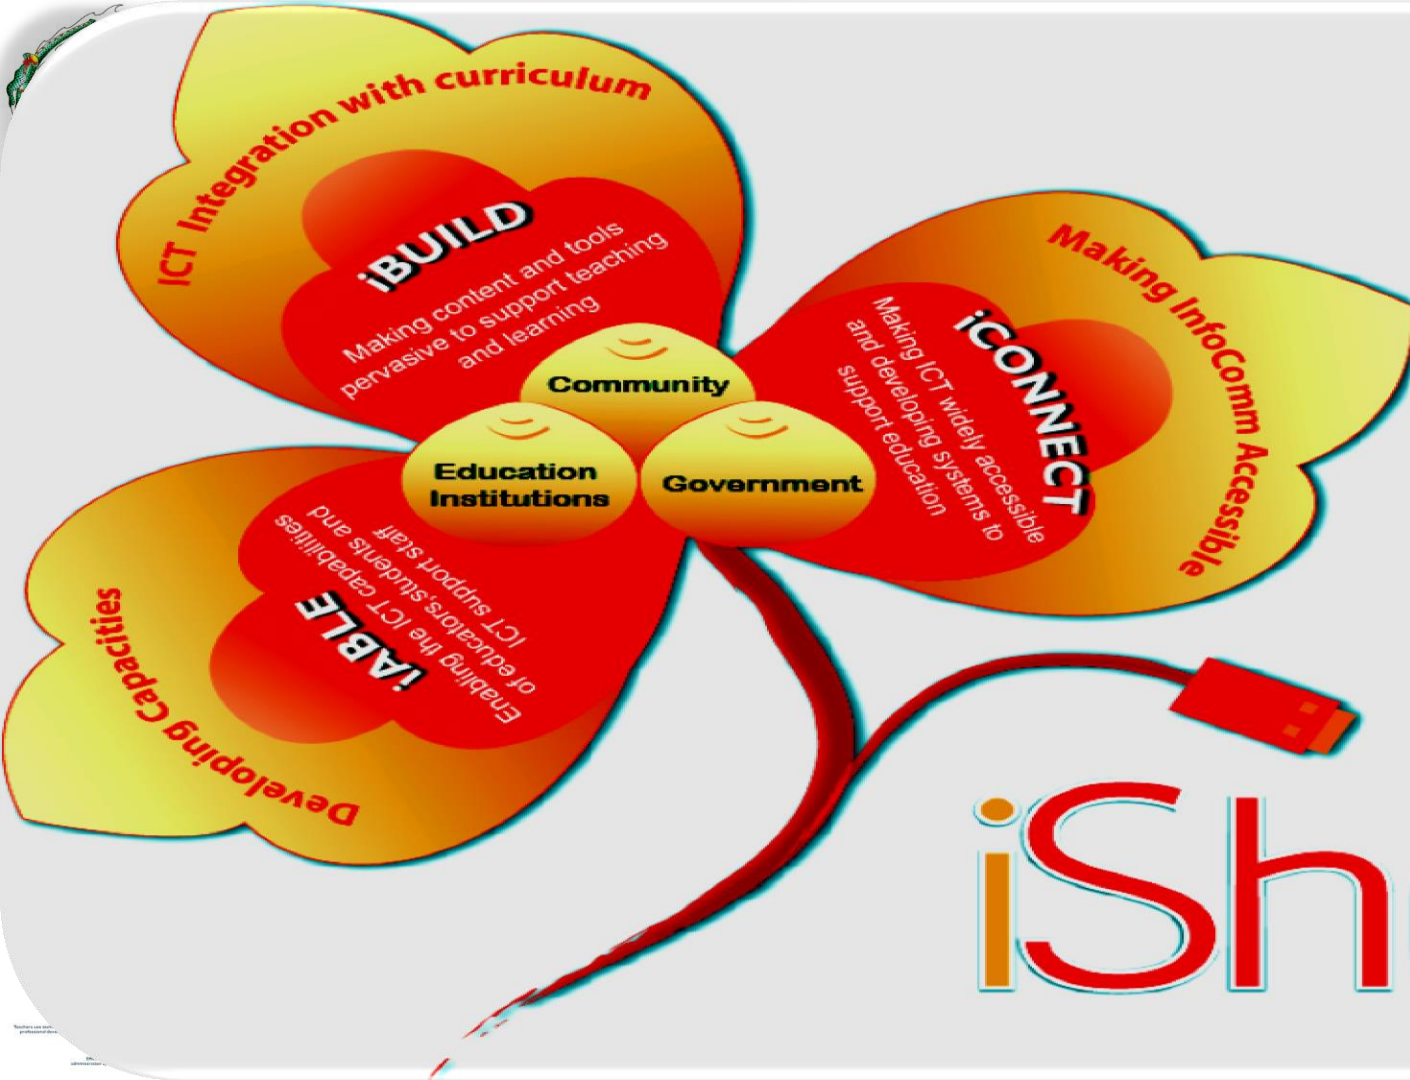 ICT Integration with curriculum
iBUILD
Making content and tools
pervasive to support teaching
and learning
Making InfoComm Accessible
iCONNECT
Making ICT widely accessible
and developing systems to
support education
Community
Education
Institutions
Government
Developing Capacities
iABLE
Enabling the ICT capabilities
of educators,students and
ICT support staff
iSh